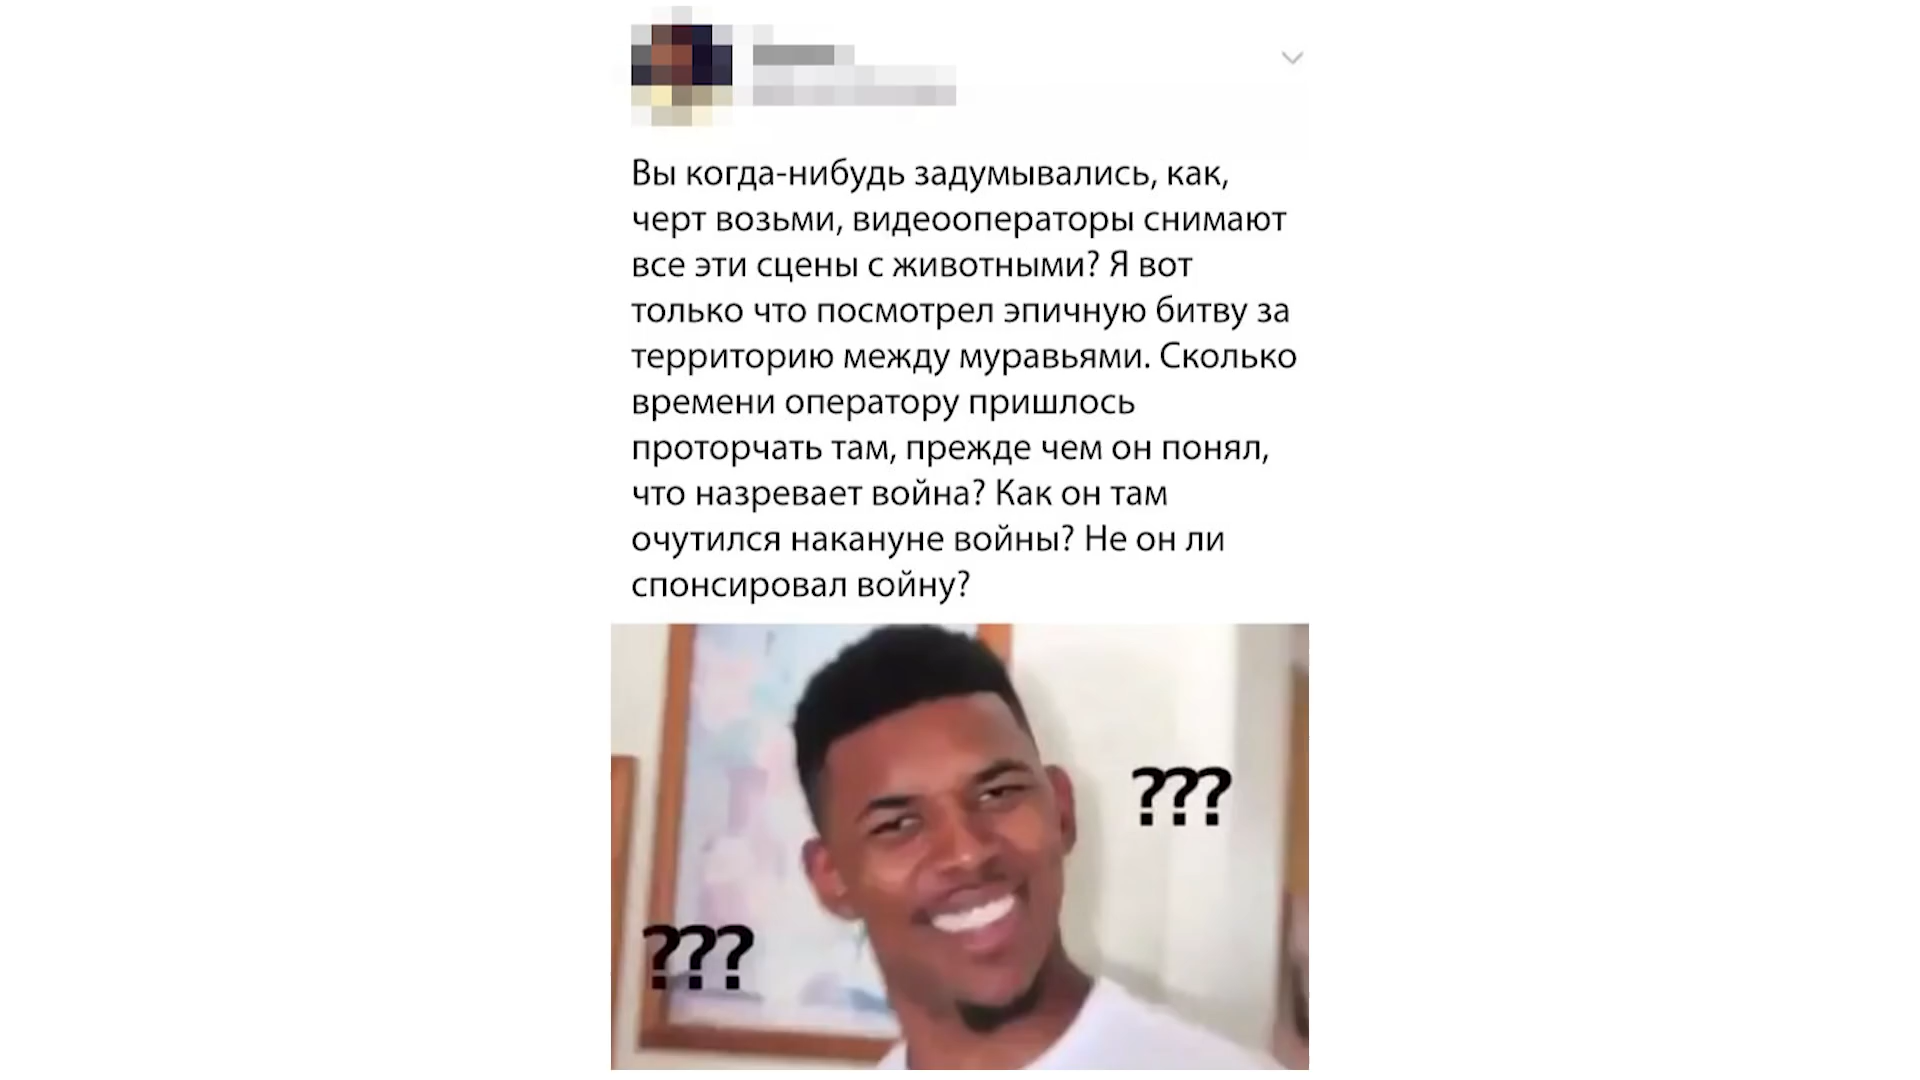 Вы когда-нибудь задумывались, как,
черт возьми, видеооператоры снимают
все эти сцены с животными? Я вот
только что посмотрел эпичную битву за
территорию между муравьями. Сколько
времени оператору пришлось
проторчать там, прежде чем он понял,
что назревает война? Как он там
очутился накануне войны? Не он ли
спонсировал войну?
???
???